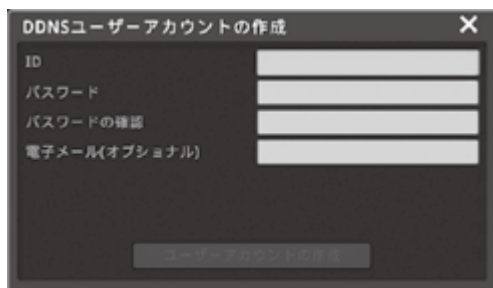 DDNSユーザーアカウントの作成
ID
パスワード
パスワードの確認
電子メール(オプショナル)
ユーザーアカウントの作成